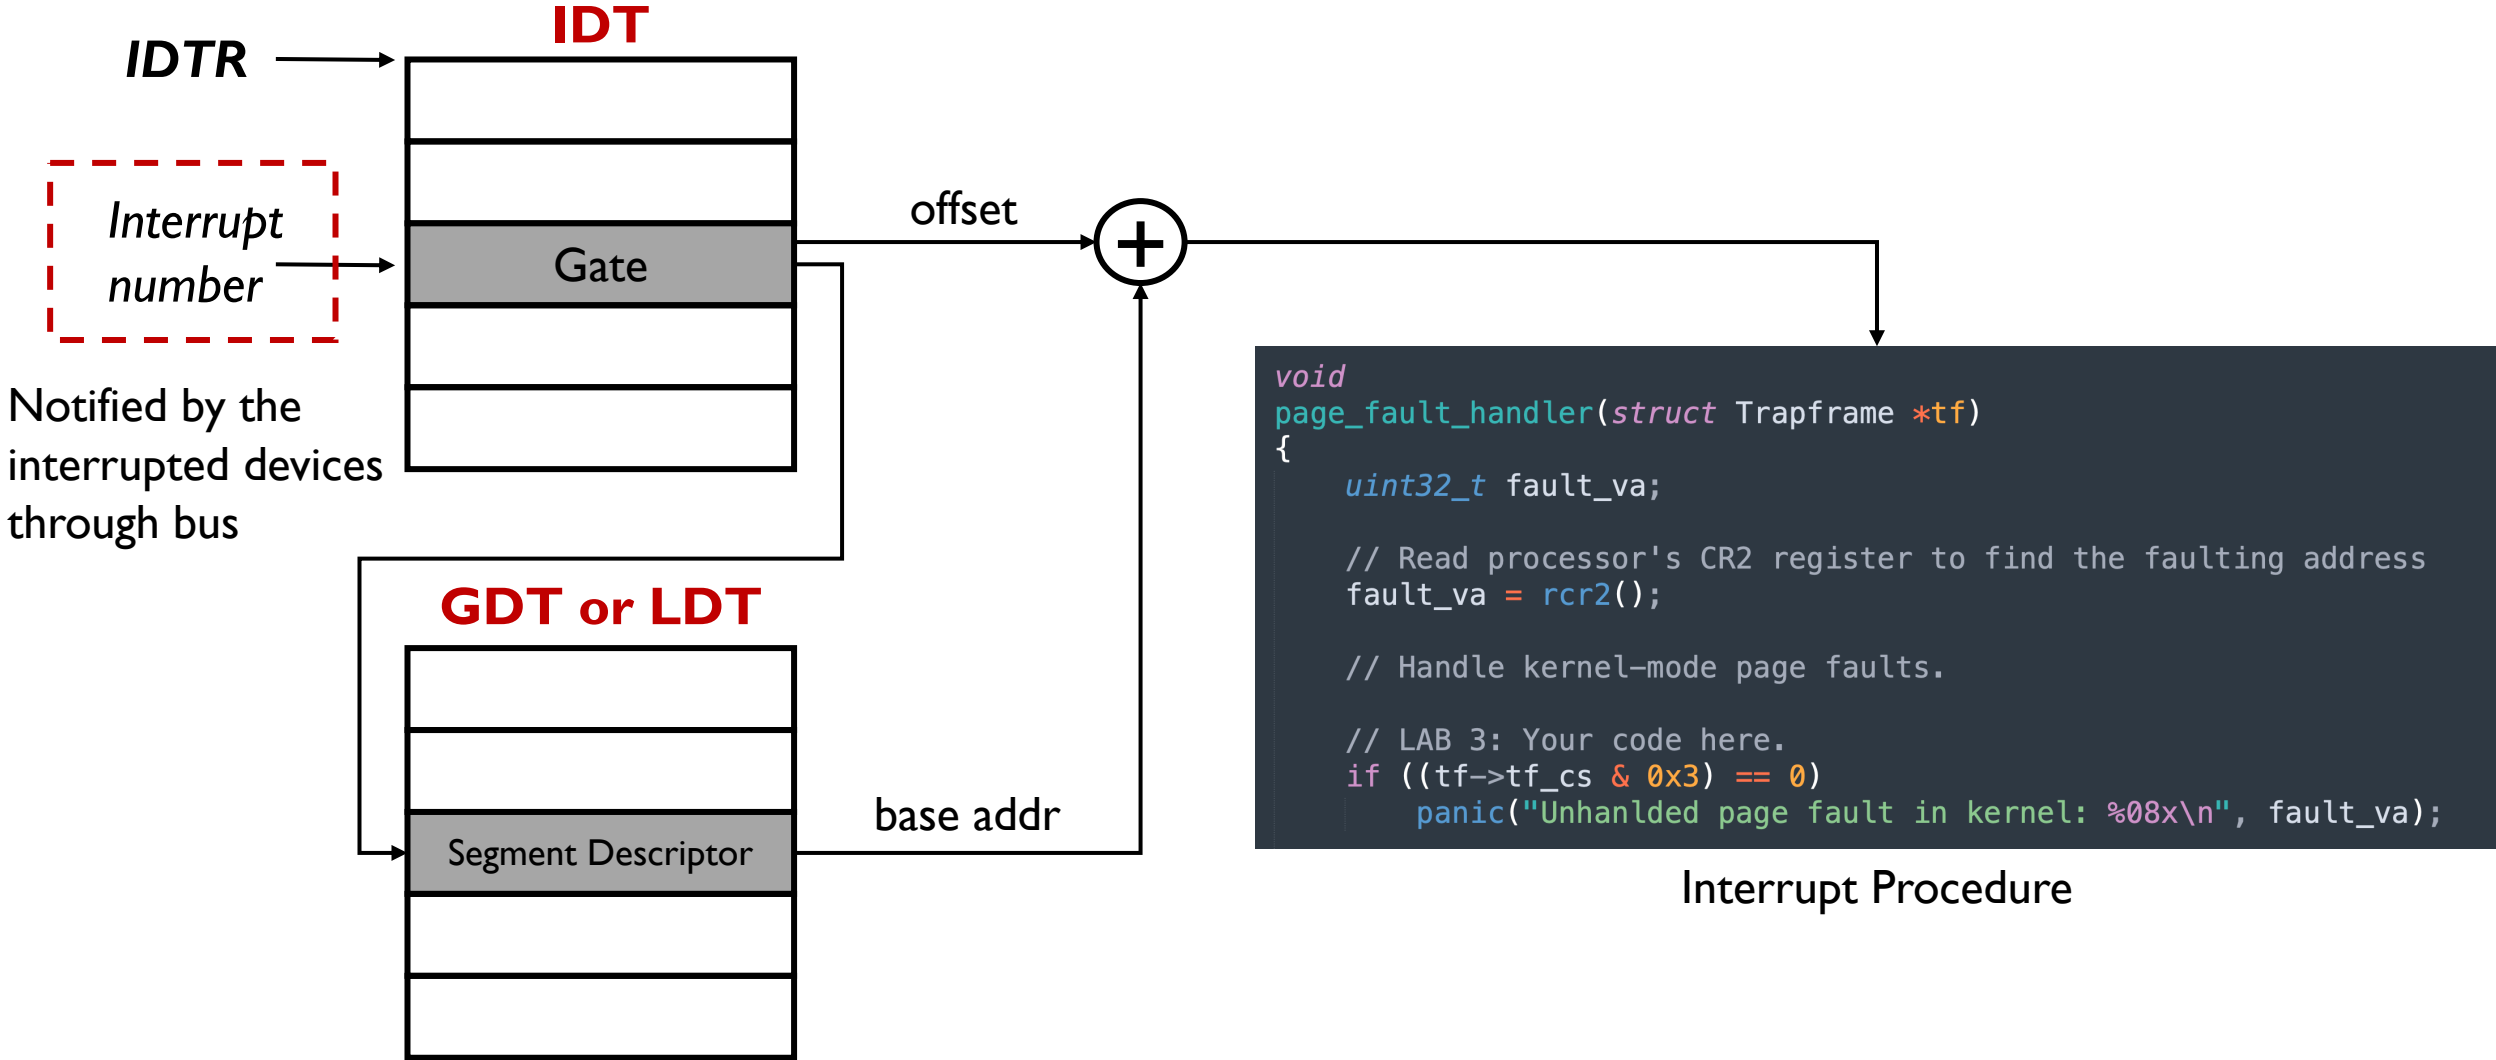 IDT
IDTR
Interrupt
number
Gate
offset
+
Notified by the
interrupted devices
through bus
GDT or LDT
Segment Descriptor
base addr
void
page_fault_handler(struct Trapframe *tf)
{
uint32_t fault_va;
// Read processor's CR2 register to find the faulting address
fault_va = rcr2();
// Handle kernel-mode page faults.
// LAB 3: Your code here.
if ((tf->tf_cs & 0x3) == 0)
panic("Unhanlded page fault in kernel: %08x\n", fault_va);
Interrupt Procedure